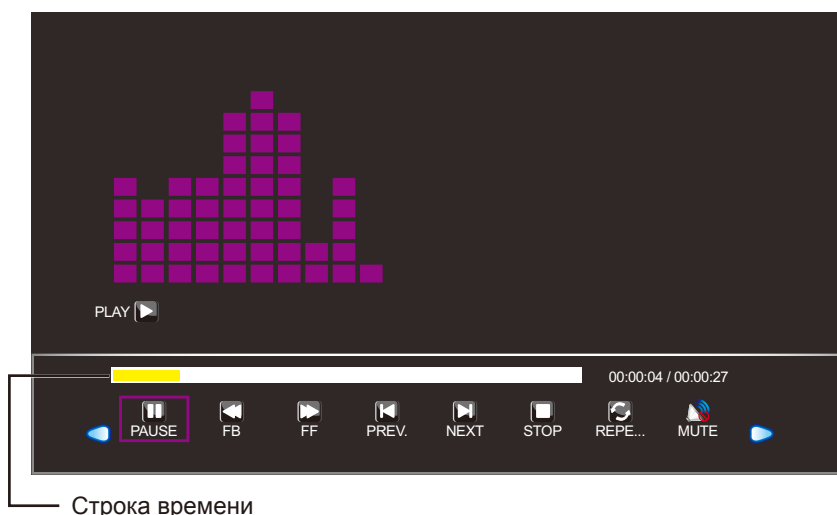 PLAY
00:00:04 / 00:00:27
PAUSE FB FF PREV. NEXT STOP REPE... MUTE
Строка времени